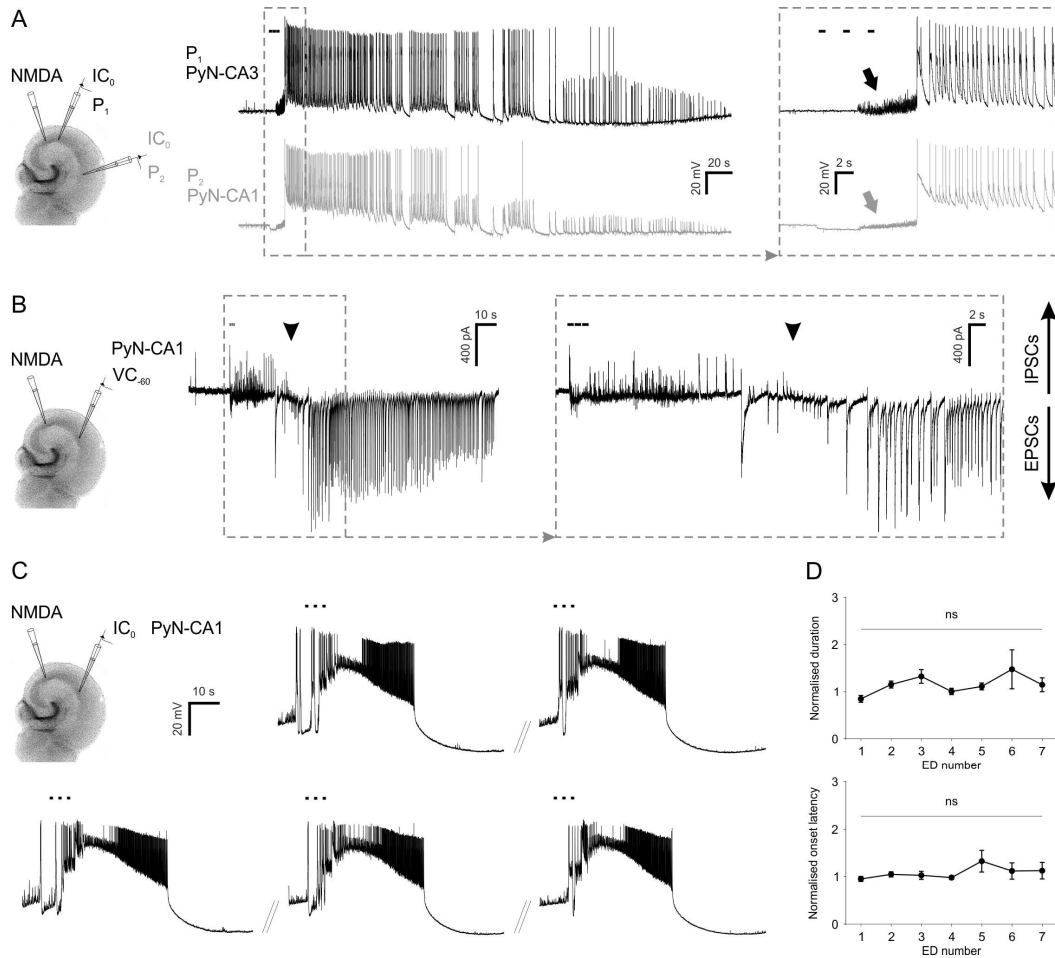 A
NMDA
IC0
P1
IC0
P2
P1
PyN-CA3
P2
PyN-CA1
20 mV
20 s
20 mV
2 s
B
NMDA
PyN-CA1
VC-60
400 pA
10 s
400 pA
2 s
IPSCs
EPSCs
C
NMDA
IC0 PyN-CA1
20 mV
10 s
D
Normalised duration
3
2
1
0
ns
1 2 3 4 5 6 7
ED number
Normalised onset latency
3
2
1
0
ns
1 2 3 4 5 6 7
ED number